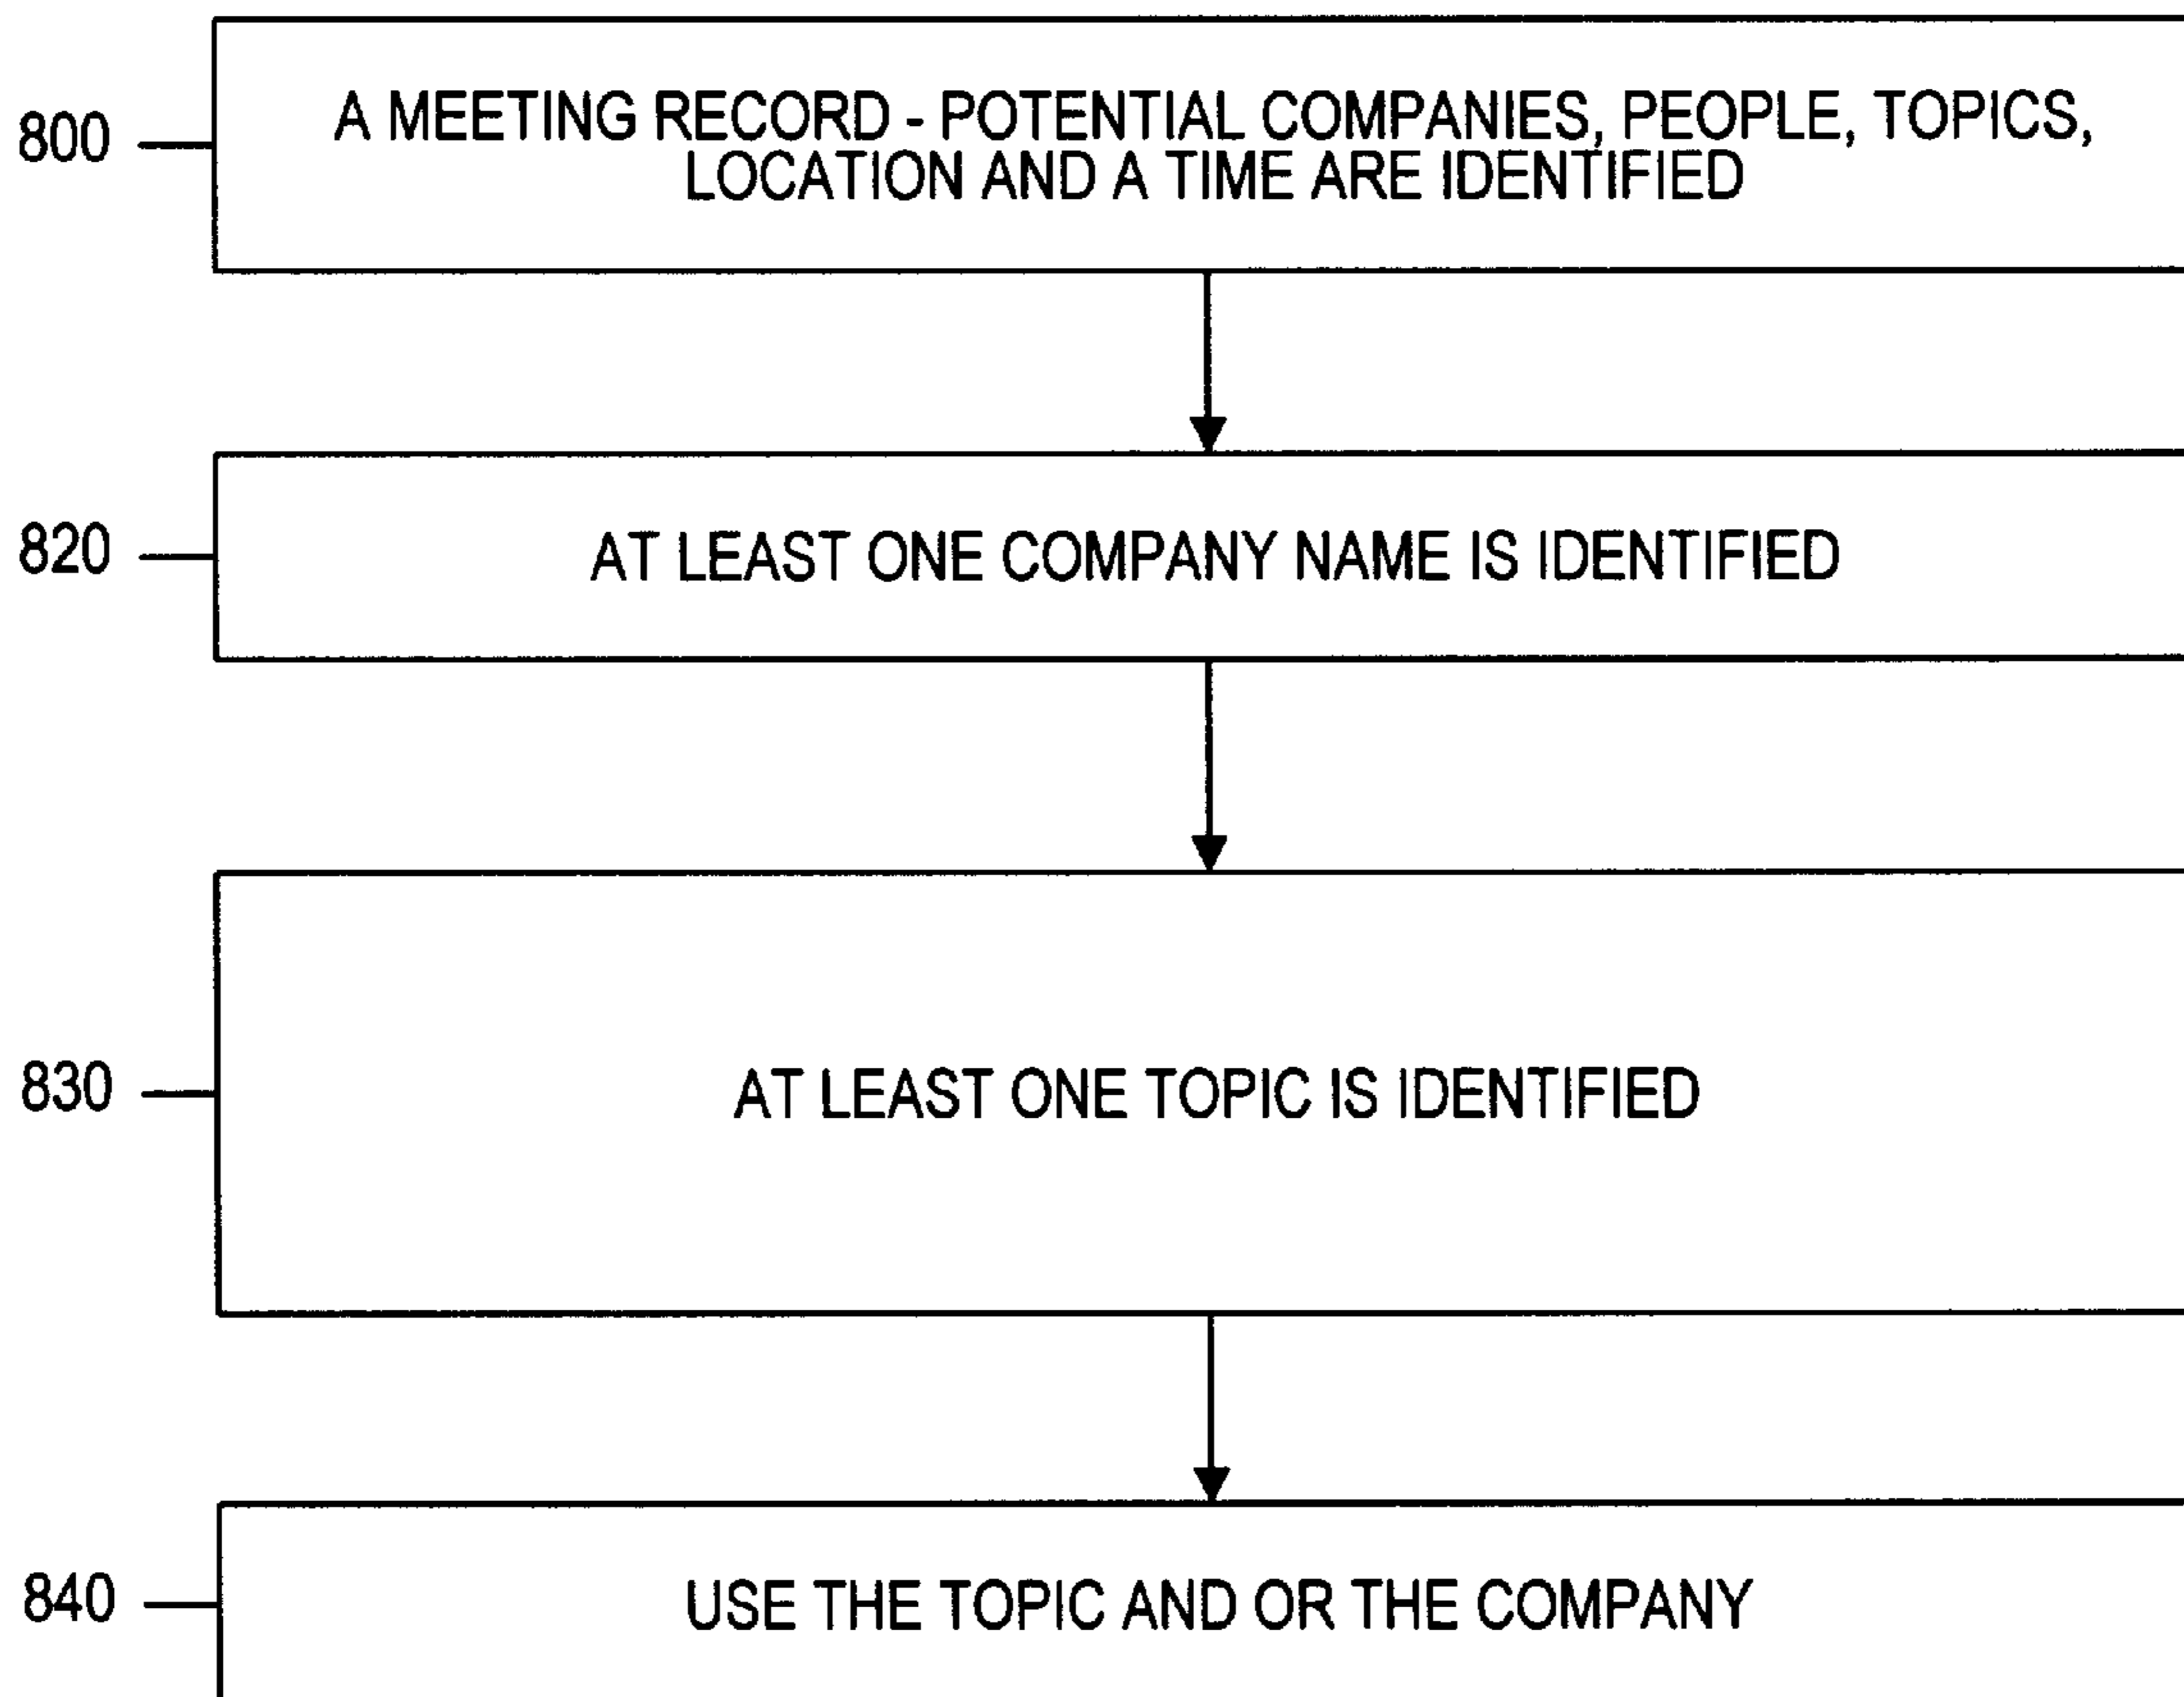 800
A MEETING RECORD - POTENTIAL COMPANIES, PEOPLE, TOPICS,
LOCATION AND A TIME ARE IDENTIFIED
820
AT LEAST ONE COMPANY NAME IS IDENTIFIED
830
AT LEAST ONE TOPIC IS IDENTIFIED
840
USE THE TOPIC AND OR THE COMPANY